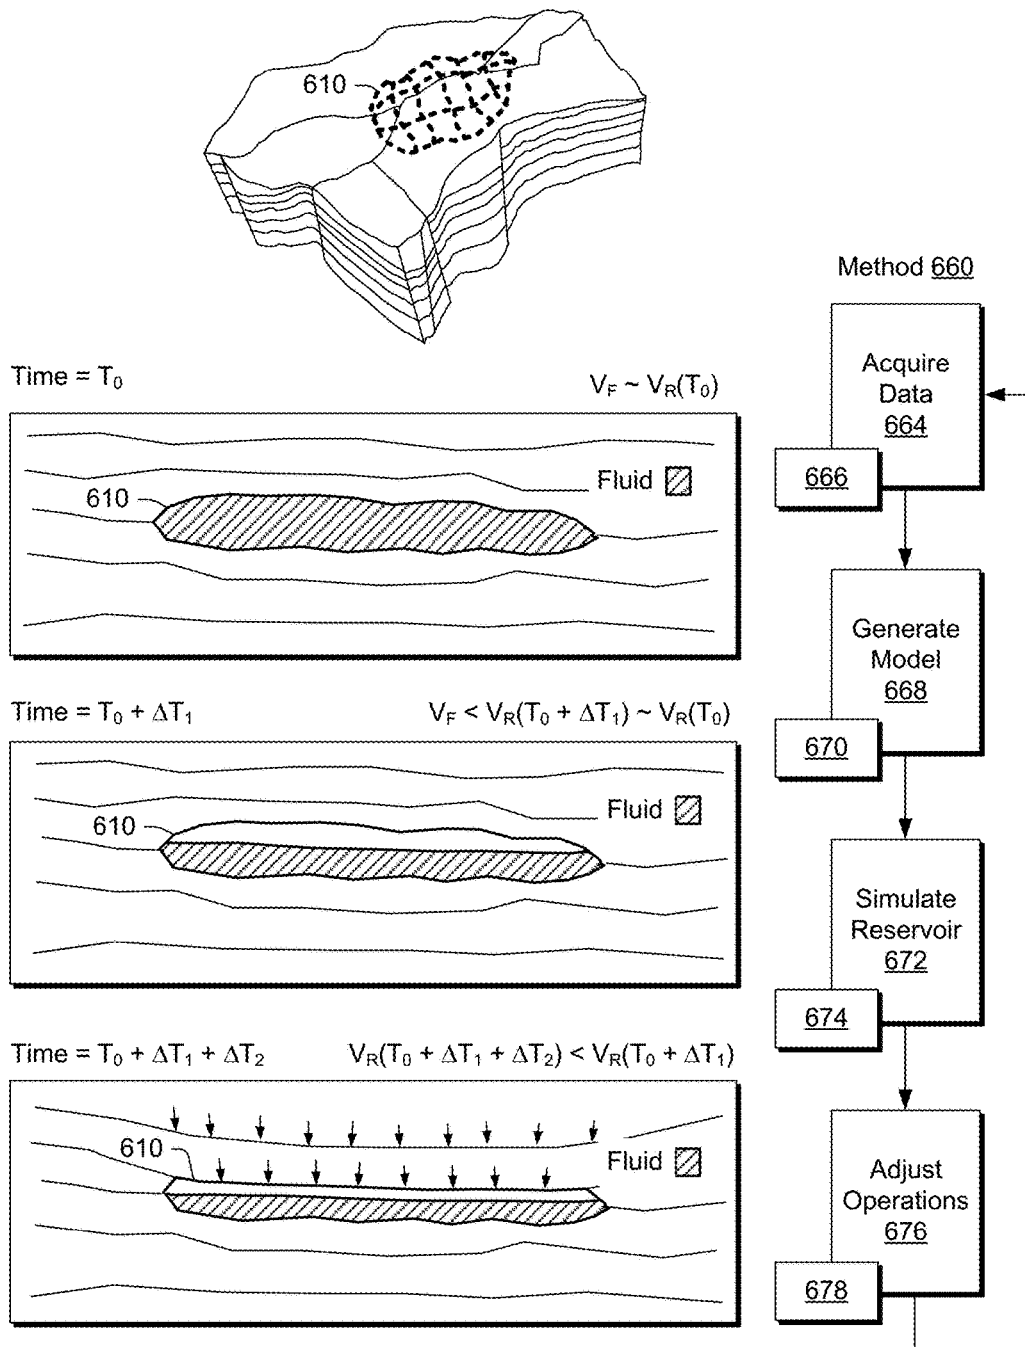 610
Method 660
Acquire
Data
664
666
Time = T₀ V_F ~ V_R(T₀)
Fluid
610
Generate
Model
668
670
Time = T₀ + ΔT₁ V_F < V_R(T₀ + ΔT₁) ~ V_R(T₀)
Fluid
610
Simulate
Reservoir
672
674
Time = T₀ + ΔT₁ + ΔT₂ V_R(T₀ + ΔT₁ + ΔT₂) < V_R(T₀ + ΔT₁)
610
Fluid
Adjust
Operations
676
678